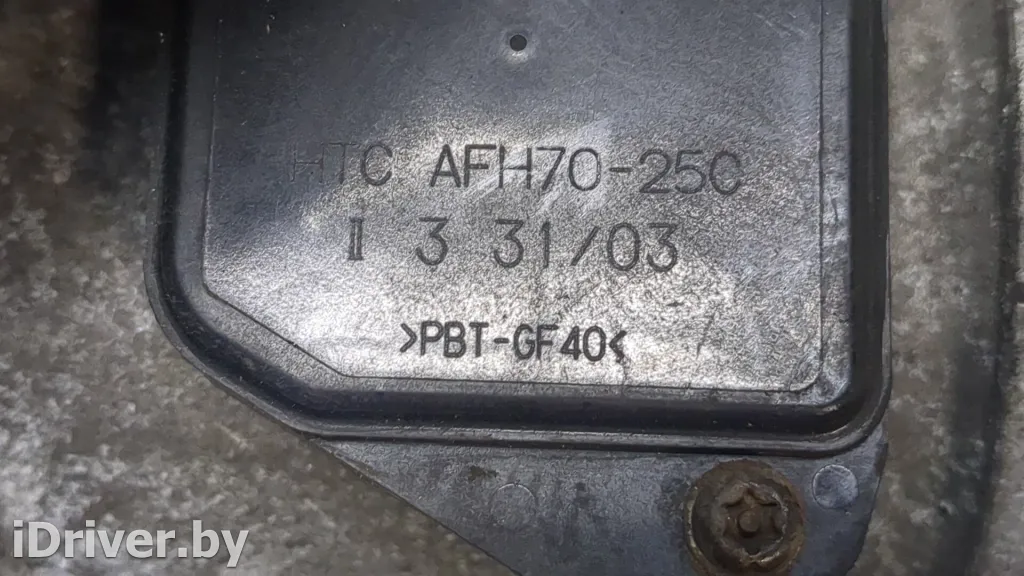 HTC AFH70-25C
II 3 31/03
>PBT-GF40<
iDriver.by